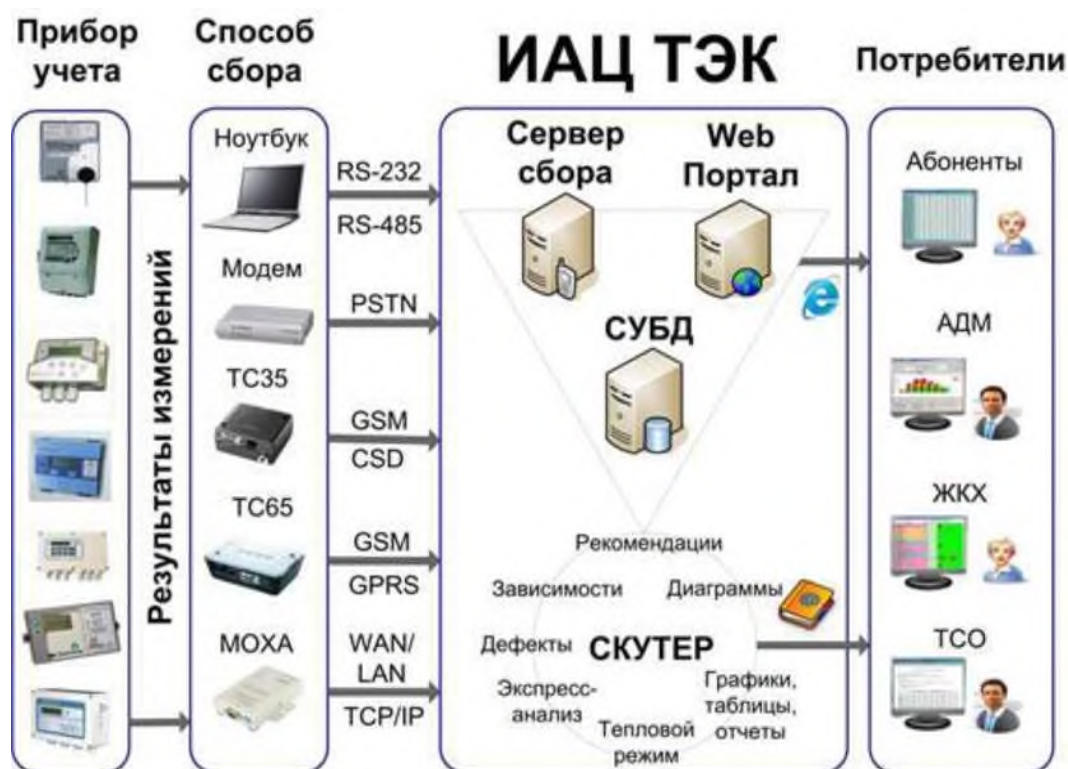 Прибор
учета
Способ
сбора
ИАЦ ТЭК
Потребители
Результаты измерений
Ноутбук
RS-232
RS-485
Модем
PSTN
TC35
GSM
CSD
TC65
GSM
GPRS
MOXA
WAN/
LAN
TCP/IP
Сервер
сбора
Web
Портал
СУБД
Рекомендации
Зависимости
Диаграммы
Дефекты
СКУТЕР
Экспресс-
анализ
Графики,
таблицы,
отчеты
Тепловой
режим
Абоненты
АДМ
ЖКХ
ТСО